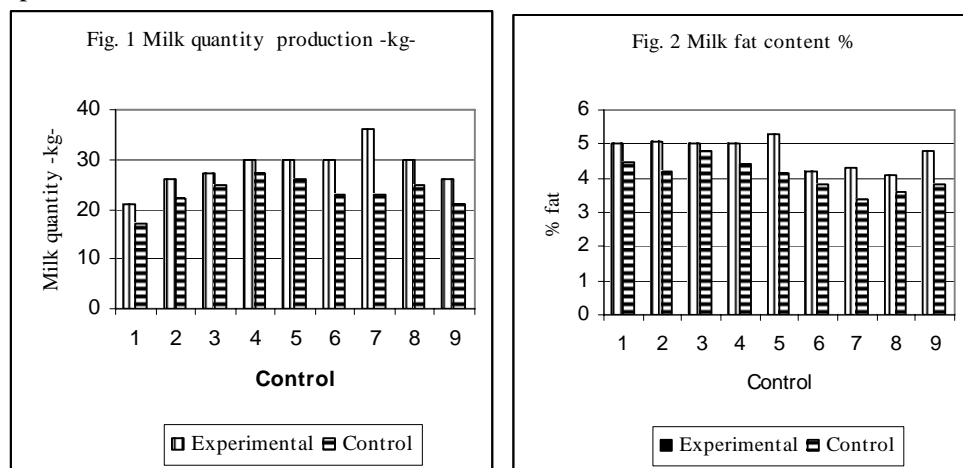 Fig. 1 Milk quantity production -kg-
Milk quantity -kg-
40
30
20
10
0
1 2 3 4 5 6 7 8 9
Control
Experimental Control
Fig. 2 Milk fat content %
% fat
6
5
4
3
2
1
0
1 2 3 4 5 6 7 8 9
Control
Experimental Control